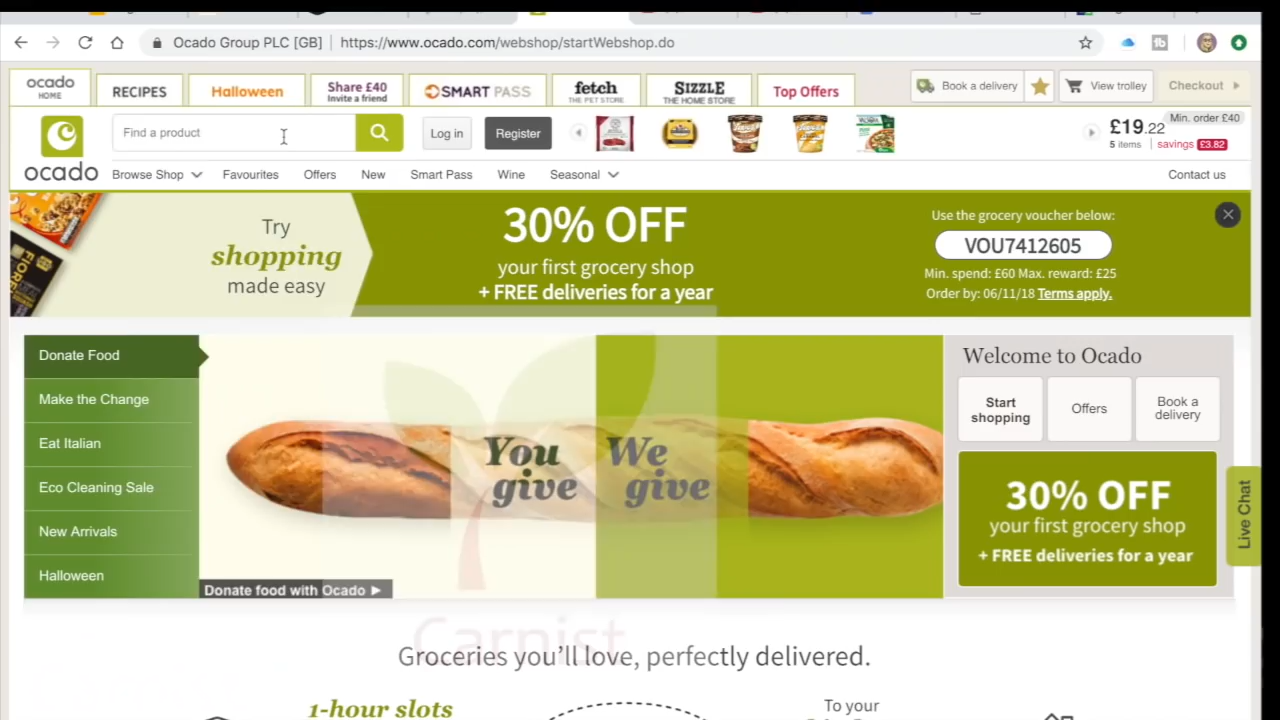 Ocado Group PLC [GB] | https://www.ocado.com/webshop/startWebshop.do
ocado
HOME
RECIPES
Halloween
Share £40
Invite a friend
SMART PASS
fetch
THE PET STORE
SIZZLE
THE HOME STORE
Top Offers
Book a delivery
View trolley
Checkout
ocado
Find a product
Log in
Register
£19.22
Min. order £40
5 items
savings £3.82
Browse Shop
Favourites
Offers
New
Smart Pass
Wine
Seasonal
Contact us
Try
shopping
made easy
30% OFF
your first grocery shop
+ FREE deliveries for a year
Use the grocery voucher below:
VOU7412605
Min. spend: £60 Max. reward: £25
Order by: 06/11/18 Terms apply.
Donate Food
Make the Change
Eat Italian
Eco Cleaning Sale
New Arrivals
Halloween
You We
give give
Donate food with Ocado
Welcome to Ocado
Start
shopping
Offers
Book a
delivery
30% OFF
your first grocery shop
+ FREE deliveries for a year
Live Chat
Carnist
Groceries you'll love, perfectly delivered.
1-hour slots
To your